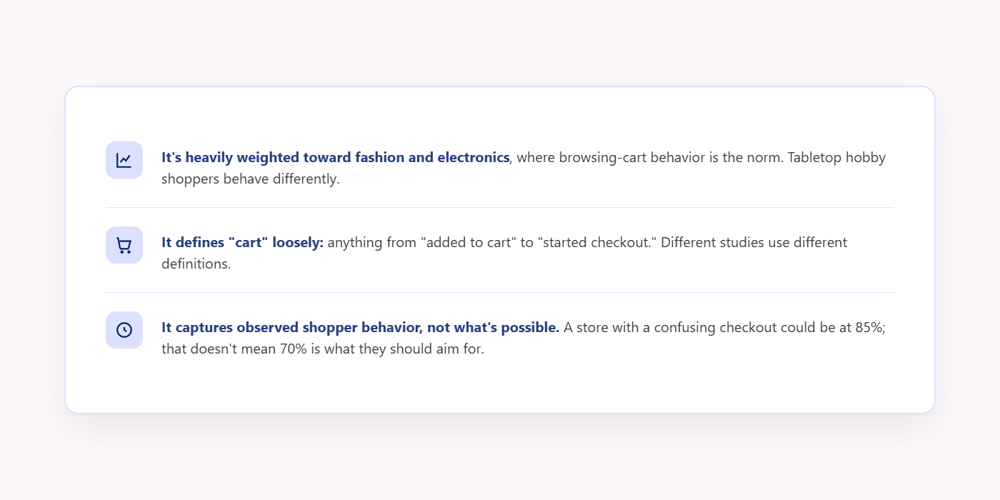 It's heavily weighted toward fashion and electronics, where browsing-cart behavior is the norm. Tabletop hobby
shoppers behave differently.
It defines "cart" loosely: anything from "added to cart" to "started checkout." Different studies use different
definitions.
It captures observed shopper behavior, not what's possible. A store with a confusing checkout could be at 85%;
that doesn't mean 70% is what they should aim for.